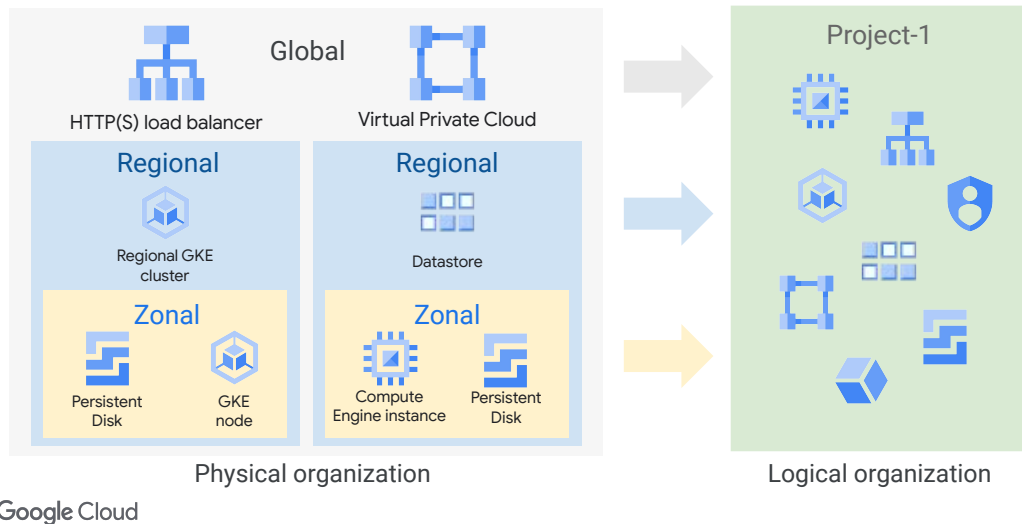 Global
HTTP(S) load balancer
Virtual Private Cloud
Regional
Regional GKE
cluster
Zonal
Persistent
Disk
GKE
node
Regional
Datastore
Zonal
Compute
Engine instance
Persistent
Disk
Physical organization
Project-1
Logical organization
Google Cloud